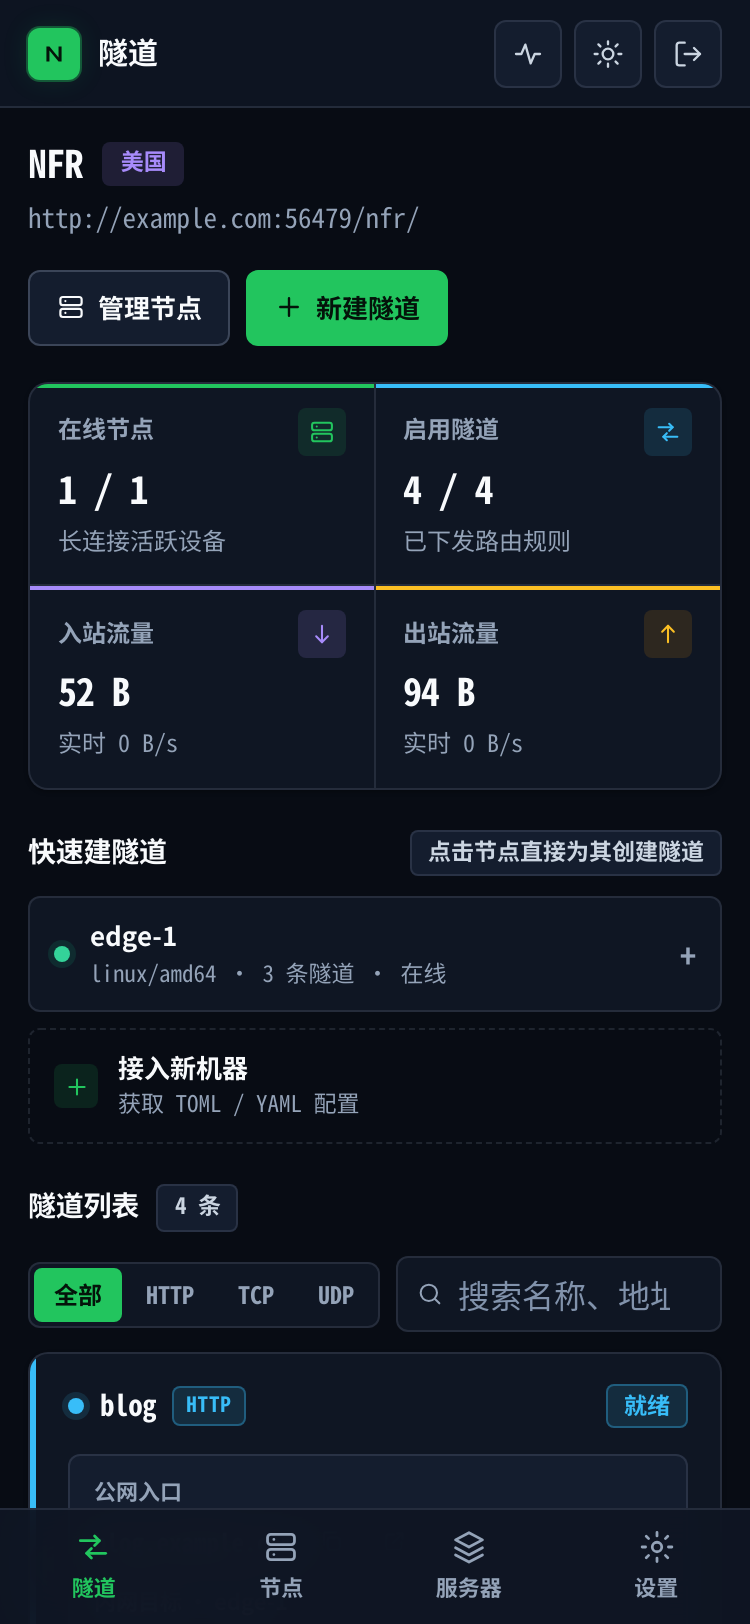 N 隧道
NFR 美国
http://example.com:56479/nfr/
管理节点 新建隧道
在线节点 启用隧道
1 / 1 4 / 4
长连接活跃设备 已下发路由规则
入站流量 出站流量
52 B 94 B
实时 0 B/s 实时 0 B/s
快速建隧道 点击节点直接为其创建隧道
edge-1
linux/amd64 • 3 条隧道 • 在线
接入新机器
获取 TOML / YAML 配置
隧道列表 4 条
全部 HTTP TCP UDP 搜索名称、地
blog HTTP 就绪
公网入口
隧道 节点 服务器 设置